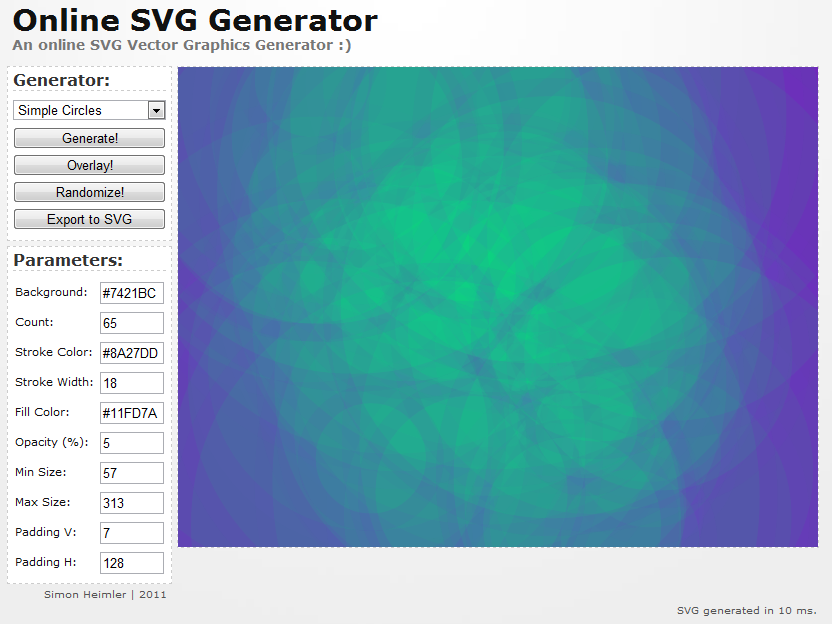 Online SVG Generator
An online SVG Vector Graphics Generator :)
Generator:
Simple Circles
Generate!
Overlay!
Randomize!
Export to SVG
Parameters:
Background: #7421BC
Count: 65
Stroke Color: #8A27DD
Stroke Width: 18
Fill Color: #11FD7A
Opacity (%): 5
Min Size: 57
Max Size: 313
Padding V: 7
Padding H: 128
Simon Heimler | 2011
SVG generated in 10 ms.